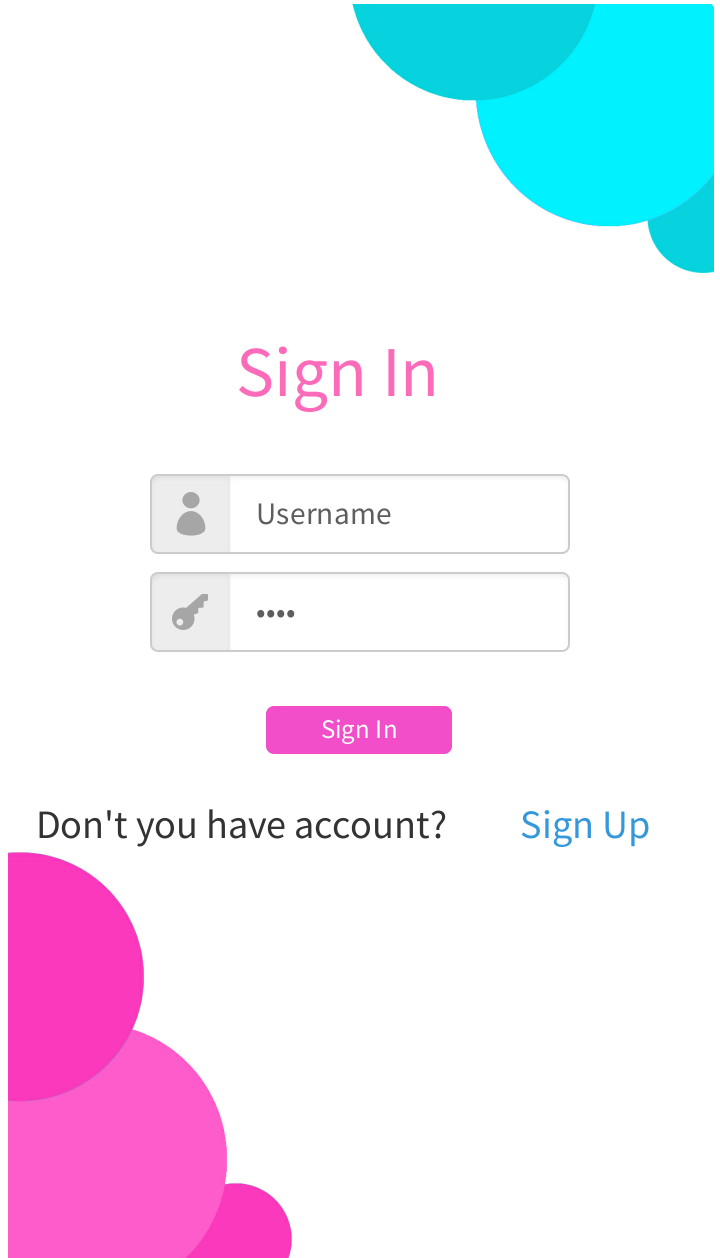 Sign In
Username
••••
Sign In
Don't you have account? Sign Up